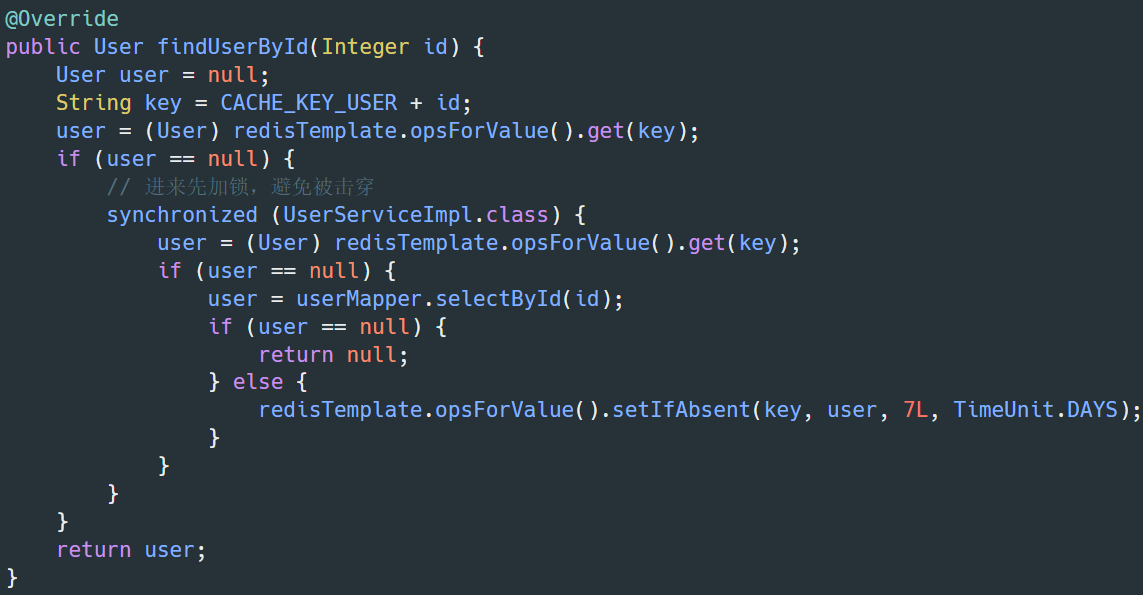 @Override
public User findUserById(Integer id) {
    User user = null;
    String key = CACHE_KEY_USER + id;
    user = (User) redisTemplate.opsForValue().get(key);
    if (user == null) {
        // 进来先加锁，避免被击穿
        synchronized (UserServiceImpl.class) {
            user = (User) redisTemplate.opsForValue().get(key);
            if (user == null) {
                user = userMapper.selectById(id);
                if (user == null) {
                    return null;
                } else {
                    redisTemplate.opsForValue().setIfAbsent(key, user, 7L, TimeUnit.DAYS);
                }
            }
        }
    }
    return user;
}